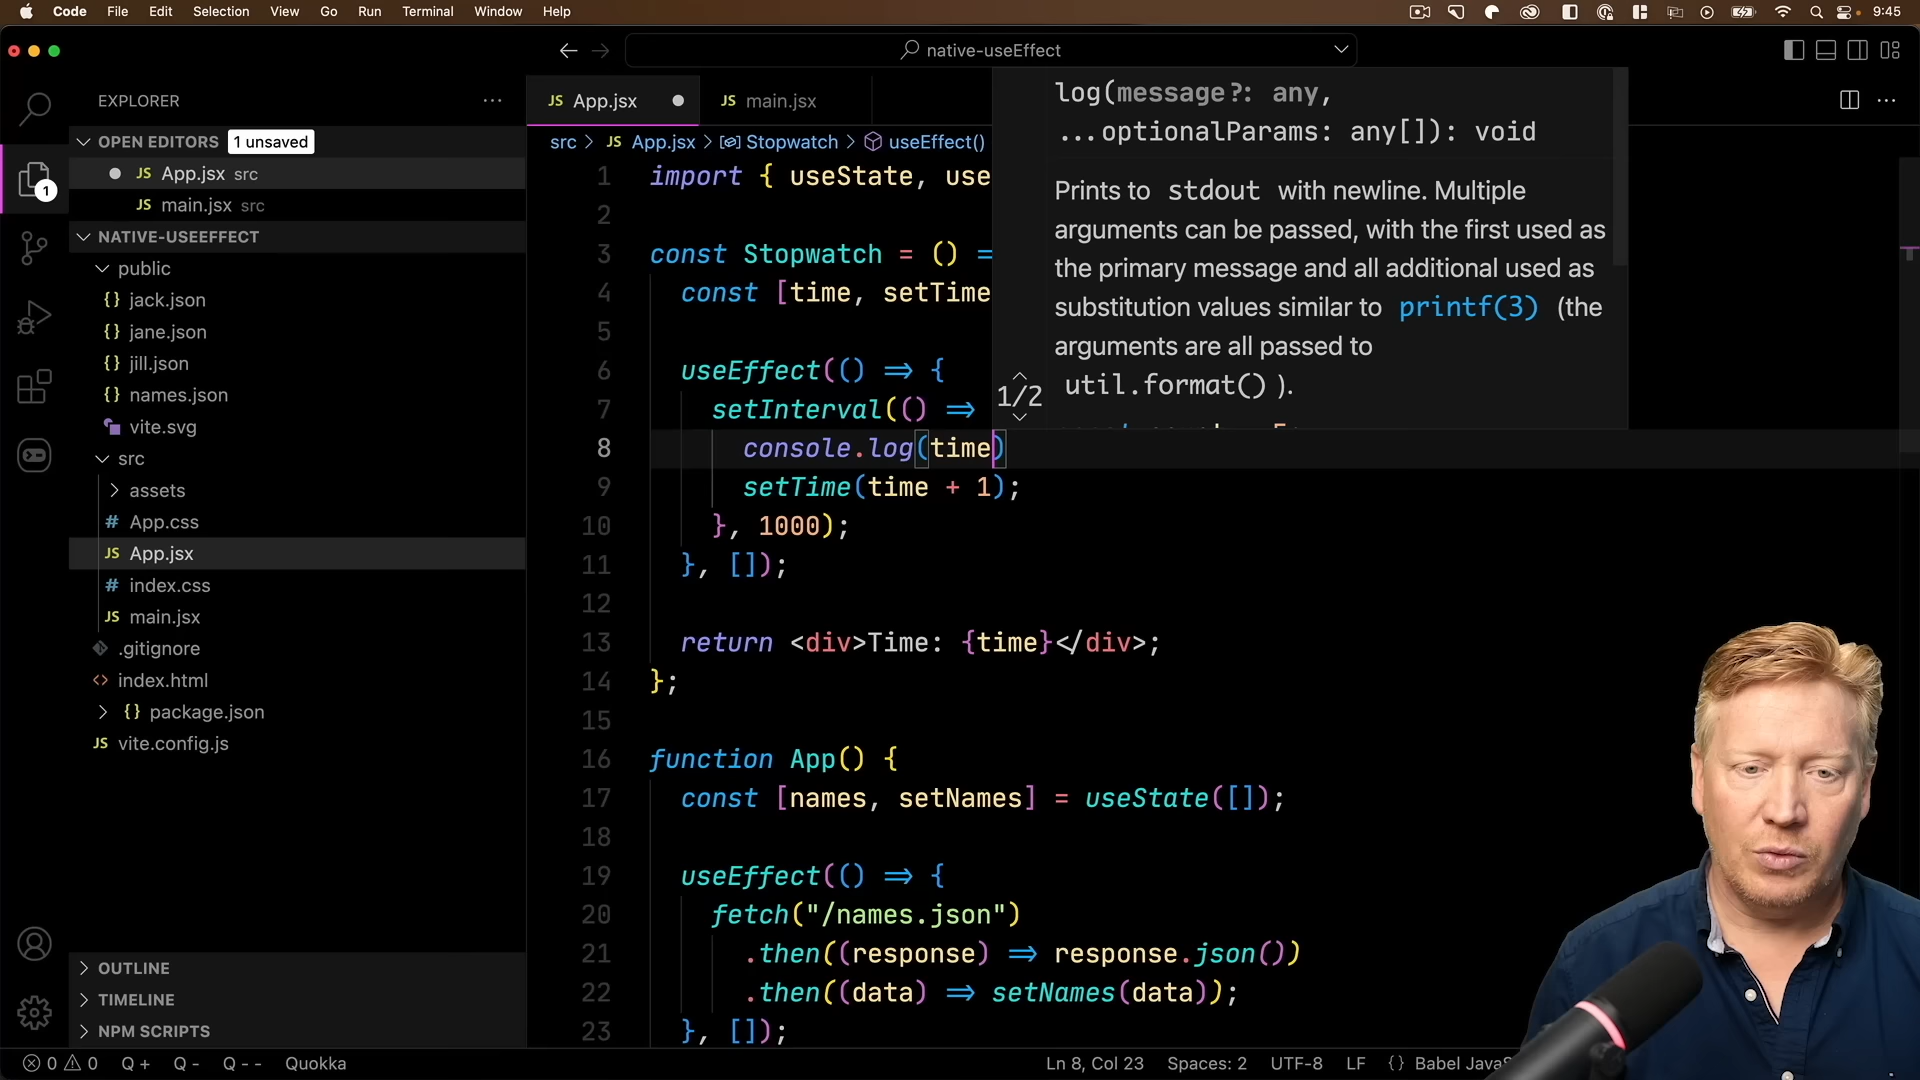 Code File Edit Selection View Go Run Terminal Window Help 9:45
native-useEffect
EXPLORER
OPEN EDITORS 1 unsaved
JS App.jsx src
JS main.jsx src
NATIVE-USEEFFECT
public
{} jack.json
{} jane.json
{} jill.json
{} names.json
vite.svg
src
assets
# App.css
JS App.jsx
# index.css
JS main.jsx
.gitignore
<> index.html
{} package.json
JS vite.config.js
OUTLINE
TIMELINE
NPM SCRIPTS
1
JS App.jsx
JS main.jsx
src > JS App.jsx > Stopwatch > useEffect()
log(message?: any,
...optionalParams: any[]): void
Prints to stdout with newline. Multiple
arguments can be passed, with the first used as
the primary message and all additional used as
substitution values similar to printf(3) (the
arguments are all passed to
util.format() ).
1/2
1 import { useState, use
2
3 const Stopwatch = () =
4 const [time, setTime
5
6 useEffect(() => {
7 setInterval(() =>
8 console.log(time)
9 setTime(time + 1);
10 }, 1000);
11 }, []);
12
13 return <div>Time: {time}</div>;
14 };
15
16 function App() {
17 const [names, setNames] = useState([]);
18
19 useEffect(() => {
20 fetch("/names.json")
21 .then((response) => response.json())
22 .then((data) => setNames(data));
23 }, []);
0 0 Q + Q - Q -- Quokka Ln 8, Col 23 Spaces: 2 UTF-8 LF {} Babel JavaS